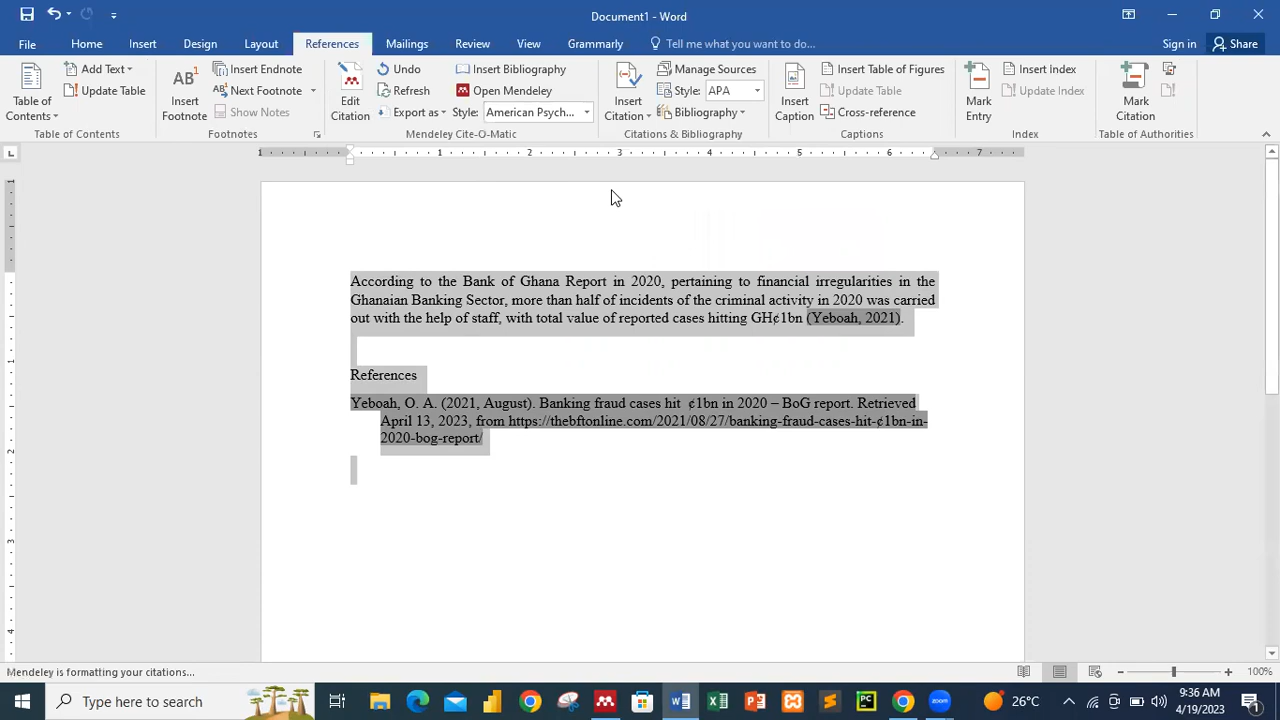 Document1 - Word
File Home Insert Design Layout References Mailings Review View Grammarly Tell me what you want to do... Sign in Share
Table of Contents
Add Text
Update Table
Table of Contents
AB1
Insert Footnote
Insert Endnote
Next Footnote
Show Notes
Footnotes
Edit Citation
Undo
Refresh
Export as
Insert Bibliography
Open Mendeley
Style: American Psych...
Mendeley Cite-O-Matic
Insert Citation
Manage Sources
Style: APA
Bibliography
Citations & Bibliography
Insert Caption
Insert Table of Figures
Update Table
Cross-reference
Captions
Mark Entry
Insert Index
Update Index
Index
Mark Citation
Table of Authorities
1 1 2 3 4 5 6 7
According to the Bank of Ghana Report in 2020, pertaining to financial irregularities in the
Ghanaian Banking Sector, more than half of incidents of the criminal activity in 2020 was carried
out with the help of staff, with total value of reported cases hitting GH¢1bn (Yeboah, 2021).
References
Yeboah, O. A. (2021, August). Banking fraud cases hit ¢1bn in 2020 – BoG report. Retrieved
April 13, 2023, from https://thebftonline.com/2021/08/27/banking-fraud-cases-hit-¢1bn-in-
2020-bog-report/
Mendeley is formatting your citations...
100%
Type here to search
26°C
9:36 AM
4/19/2023